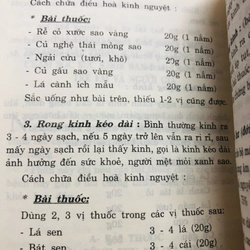 Cách chữa điều hoà kinh nguyệt :
* Bài thuốc:
- Rễ cỏ xước sao vàng 20g (1 nắm)
- Củ nghệ thái mỏng sao 20g (1 nắm)
- Ngải cứu (tươi, khô) 20g (1 nắm)
- Củ gấu sao vàng 20g (1 nắm)
- Lá cành ích mẫu 20g (1 nắm)
Sắc uống như bài trên, thiếu 1-2 vị cũng được.
3. Rong kinh kéo dài : Bình thường kinh ra
3 - 4 ngày sạch, nếu 5 ngày trở lên vẫn ra rỉ rỉ, sau
mấy ngày sạch rồi lại thấy kinh, gọi là kinh kéo dài
ảnh hưởng đến sức khoẻ, người mệt mỏi xanh sao.
Cách chữa điều hoà kinh nguyệt :
* Bài thuốc:
Dùng 2, 3 vị thuốc trong các vị thuốc sau:
- Lá sen 3 - 4 lá (20g)
- Bát sen 3 - 4 cái (20g)